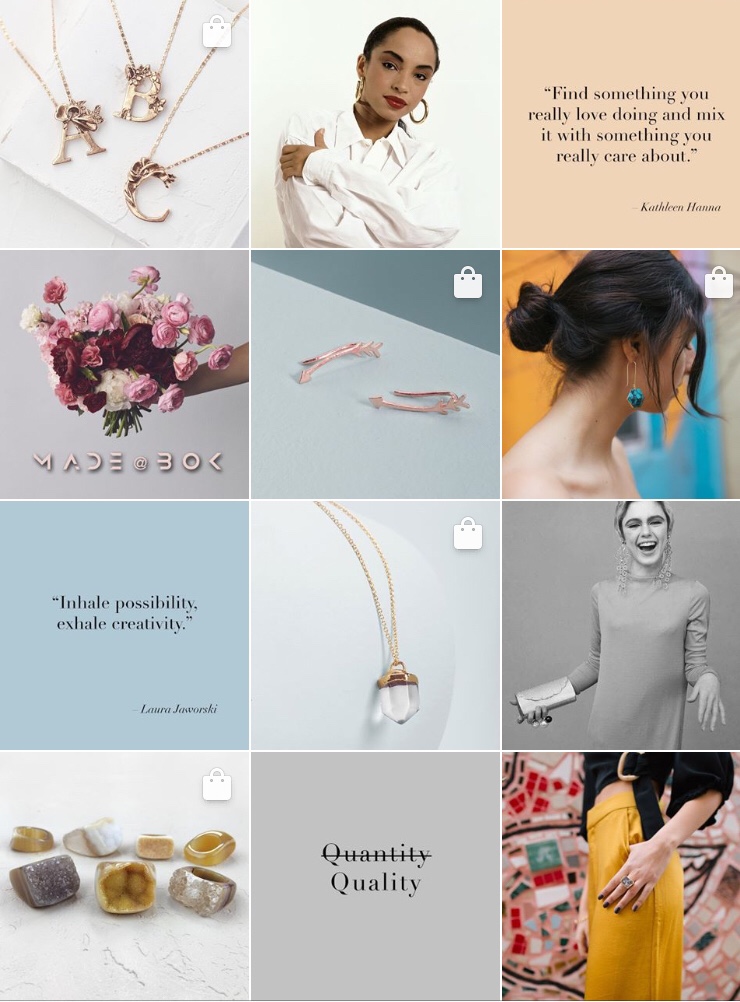 A
B
C
“Find something you
really love doing and mix
it with something you
really care about.”
– Kathleen Hanna
MADE @ BOK
“Inhale possibility,
exhale creativity.”
– Laura Jaworski
Quantity
Quality